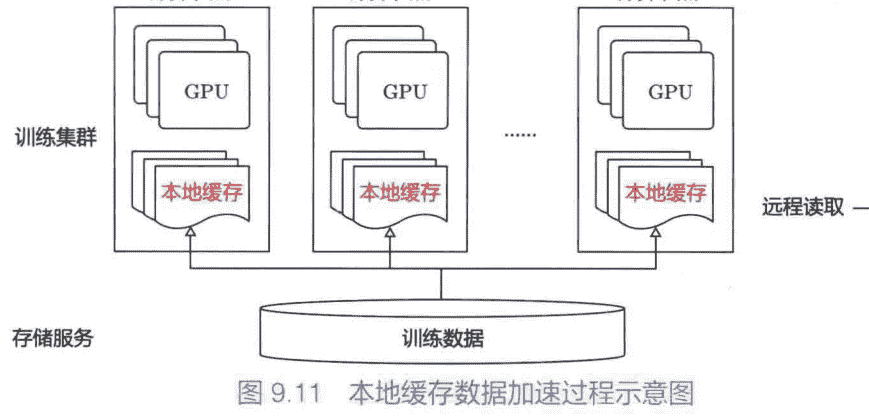 GPU
GPU
GPU
训练集群
……
本地缓存
本地缓存
本地缓存
远程读取
存储服务
训练数据
图 9.11 本地缓存数据加速过程示意图